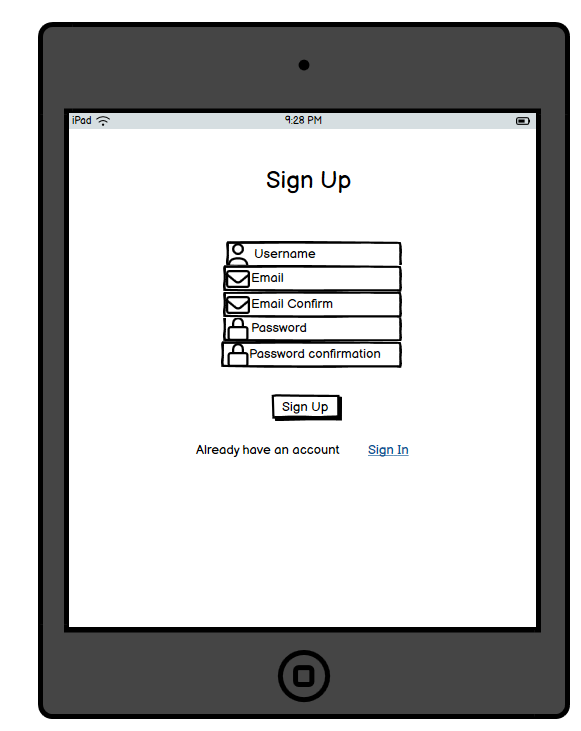 iPad 9:28 PM
Sign Up
Username
Email
Email Confirm
Password
Password confirmation
Sign Up
Already have an account Sign In